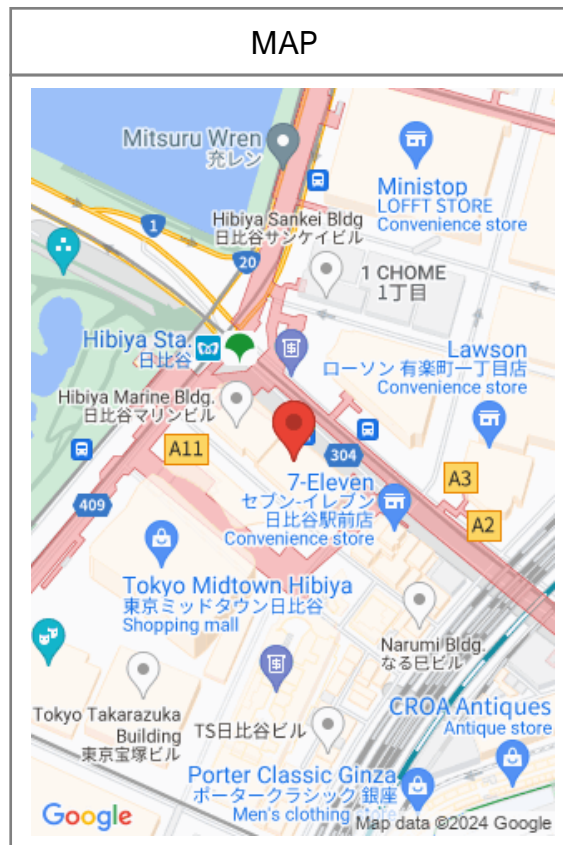 MAP
Mitsuru Wren
充レン
Ministop
LOFFT STORE
Convenience store
Hibiya Sankei Bldg
日比谷サンケイビル
1
20
1 CHOME
1丁目
Hibiya Sta.
日比谷
Lawson
ローソン 有楽町一丁目店
Convenience store
Hibiya Marine Bldg.
日比谷マリンビル
A11
304
A3
409
7-Eleven
セブン-イレブン
日比谷駅前店
Convenience store
A2
Tokyo Midtown Hibiya
東京ミッドタウン日比谷
Shopping mall
Narumi Bldg.
なる巳ビル
Tokyo Takarazuka
Building
東京宝塚ビル
TS日比谷ビル
CROA Antiques
Antique store
Porter Classic Ginza
ポータークラシック 銀座
Men's clothing
Google
Map data ©2024 Google